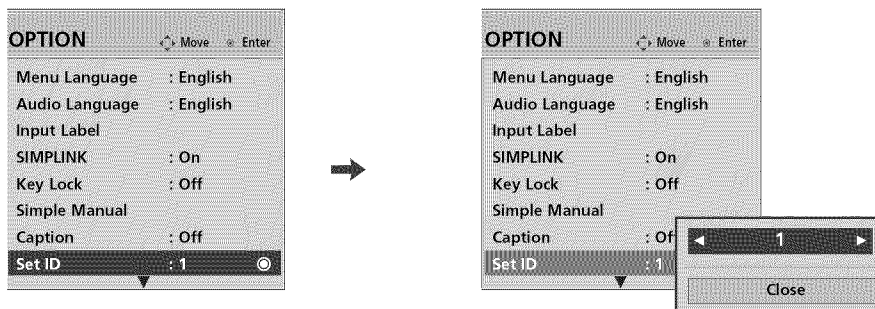 OPTION Move Enter
Menu Language : English
Audio Language : English
Input Label
SIMPLINK : On
Key Lock : Off
Simple Manual
Caption : Off
Set ID : 1
OPTION Move Enter
Menu Language : English
Audio Language : English
Input Label
SIMPLINK : On
Key Lock : Off
Simple Manual
Caption : Of
Set ID : 1
◄ 1 ►
Close